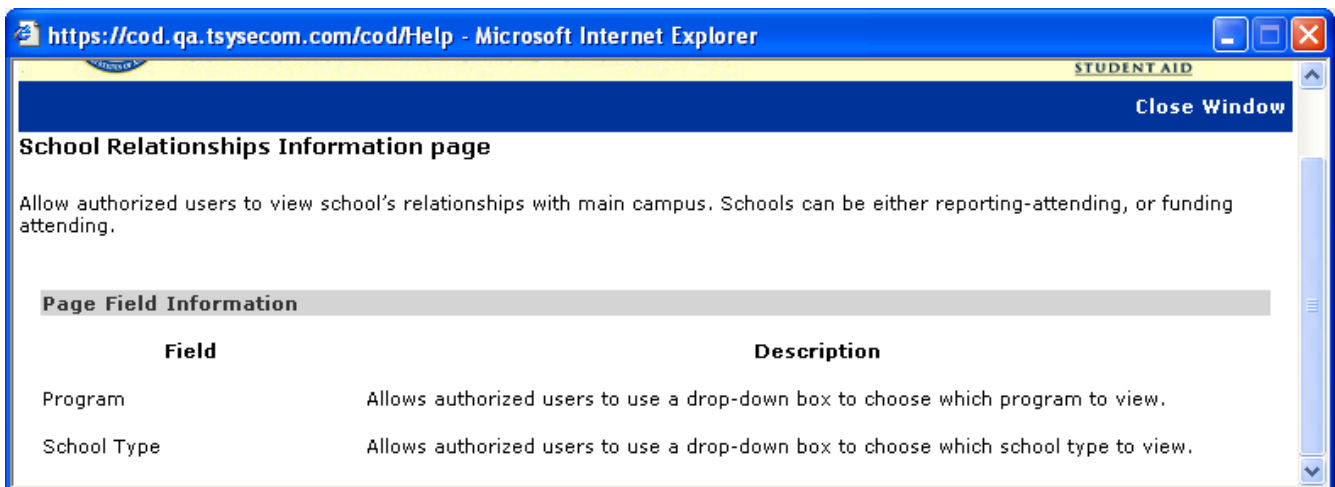 https://cod.qa.tsysecom.com/cod/Help - Microsoft Internet Explorer
STUDENT AID
Close Window
School Relationships Information page
Allow authorized users to view school's relationships with main campus. Schools can be either reporting-attending, or funding
attending.
Page Field Information
Field Description
Program Allows authorized users to use a drop-down box to choose which program to view.
School Type Allows authorized users to use a drop-down box to choose which school type to view.